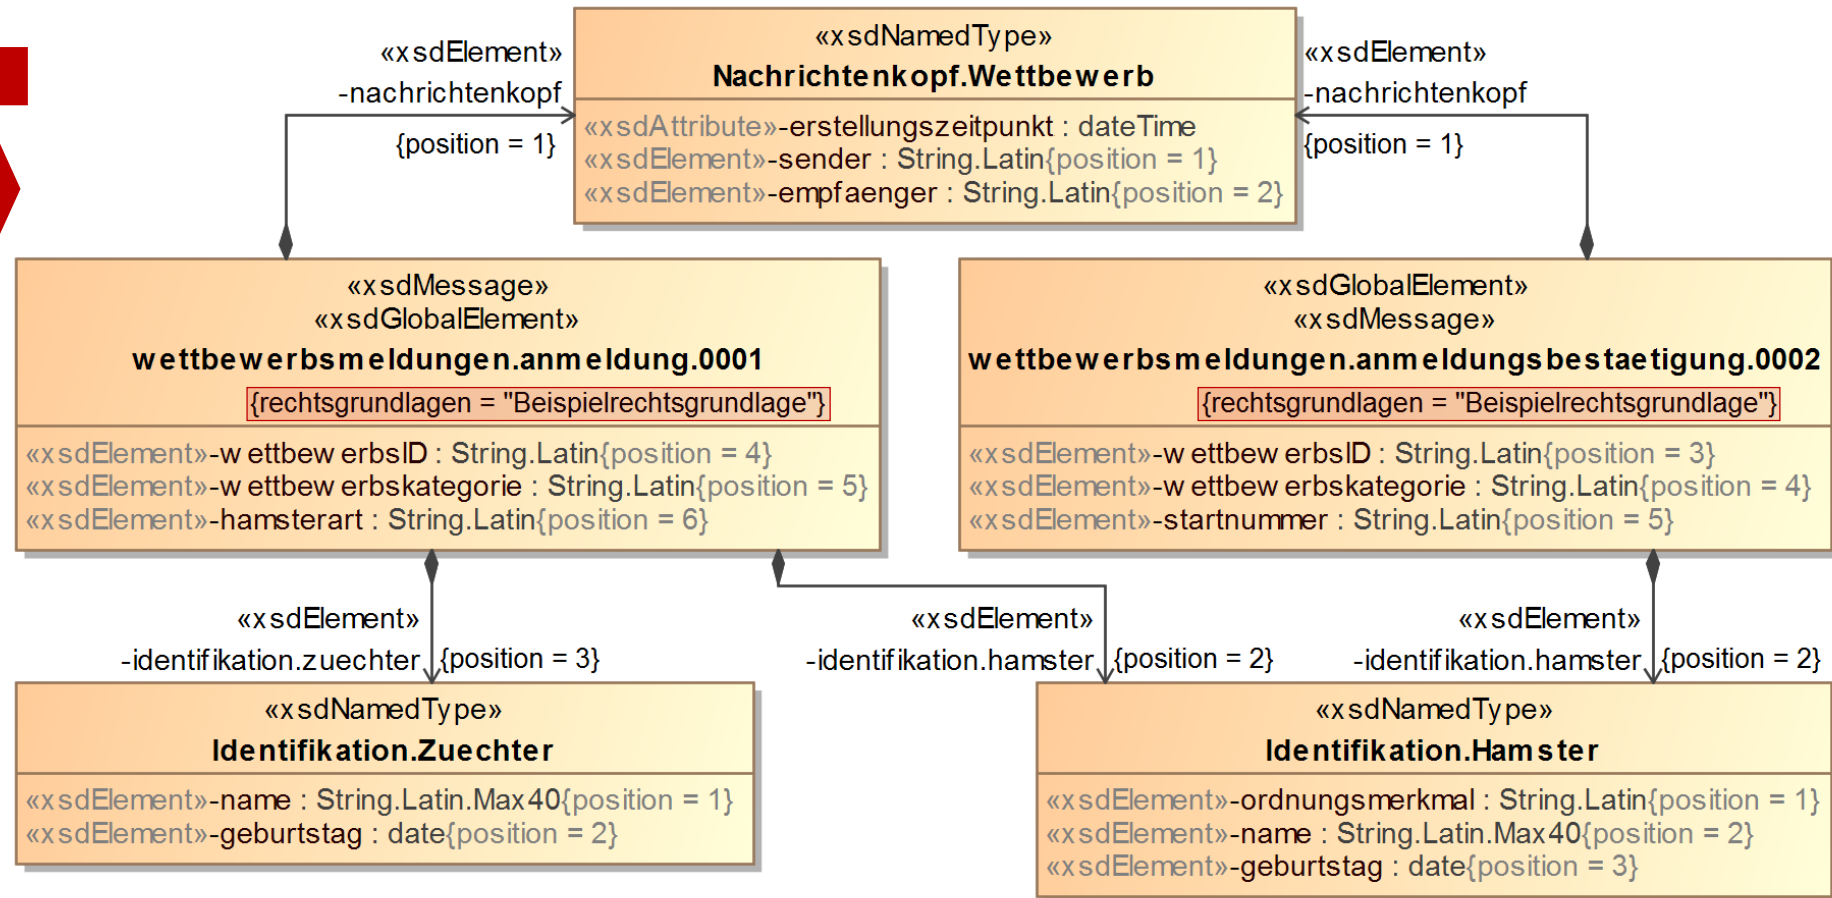 «xsdNamedType»
Nachrichtenkopf.Wettbewerb
«xsdAttribute»-erstellungszeitpunkt : dateTime
«xsdElement»-sender : String.Latin{position = 1}
«xsdElement»-empfaenger : String.Latin{position = 2}
«xsdElement»
-nachrichtenkopf
{position = 1}
«xsdElement»
-nachrichtenkopf
{position = 1}
«xsdMessage»
«xsdGlobalElement»
wettbewerbsmeldungen.anmeldung.0001
{rechtsgrundlagen = "Beispielrechtsgrundlage"}
«xsdElement»-wettbewerbsID : String.Latin{position = 4}
«xsdElement»-wettbewerbskategorie : String.Latin{position = 5}
«xsdElement»-hamsterart : String.Latin{position = 6}
«xsdGlobalElement»
«xsdMessage»
wettbewerbsmeldungen.anmeldungsbestaetigung.0002
{rechtsgrundlagen = "Beispielrechtsgrundlage"}
«xsdElement»-wettbewerbsID : String.Latin{position = 3}
«xsdElement»-wettbewerbskategorie : String.Latin{position = 4}
«xsdElement»-startnummer : String.Latin{position = 5}
«xsdElement»
-identifikation.zuechter {position = 3}
«xsdElement»
-identifikation.hamster {position = 2}
«xsdElement»
-identifikation.hamster {position = 2}
«xsdNamedType»
Identifikation.Zuechter
«xsdElement»-name : String.Latin.Max40{position = 1}
«xsdElement»-geburtstag : date{position = 2}
«xsdNamedType»
Identifikation.Hamster
«xsdElement»-ordnungsmerkmal : String.Latin{position = 1}
«xsdElement»-name : String.Latin.Max40{position = 2}
«xsdElement»-geburtstag : date{position = 3}